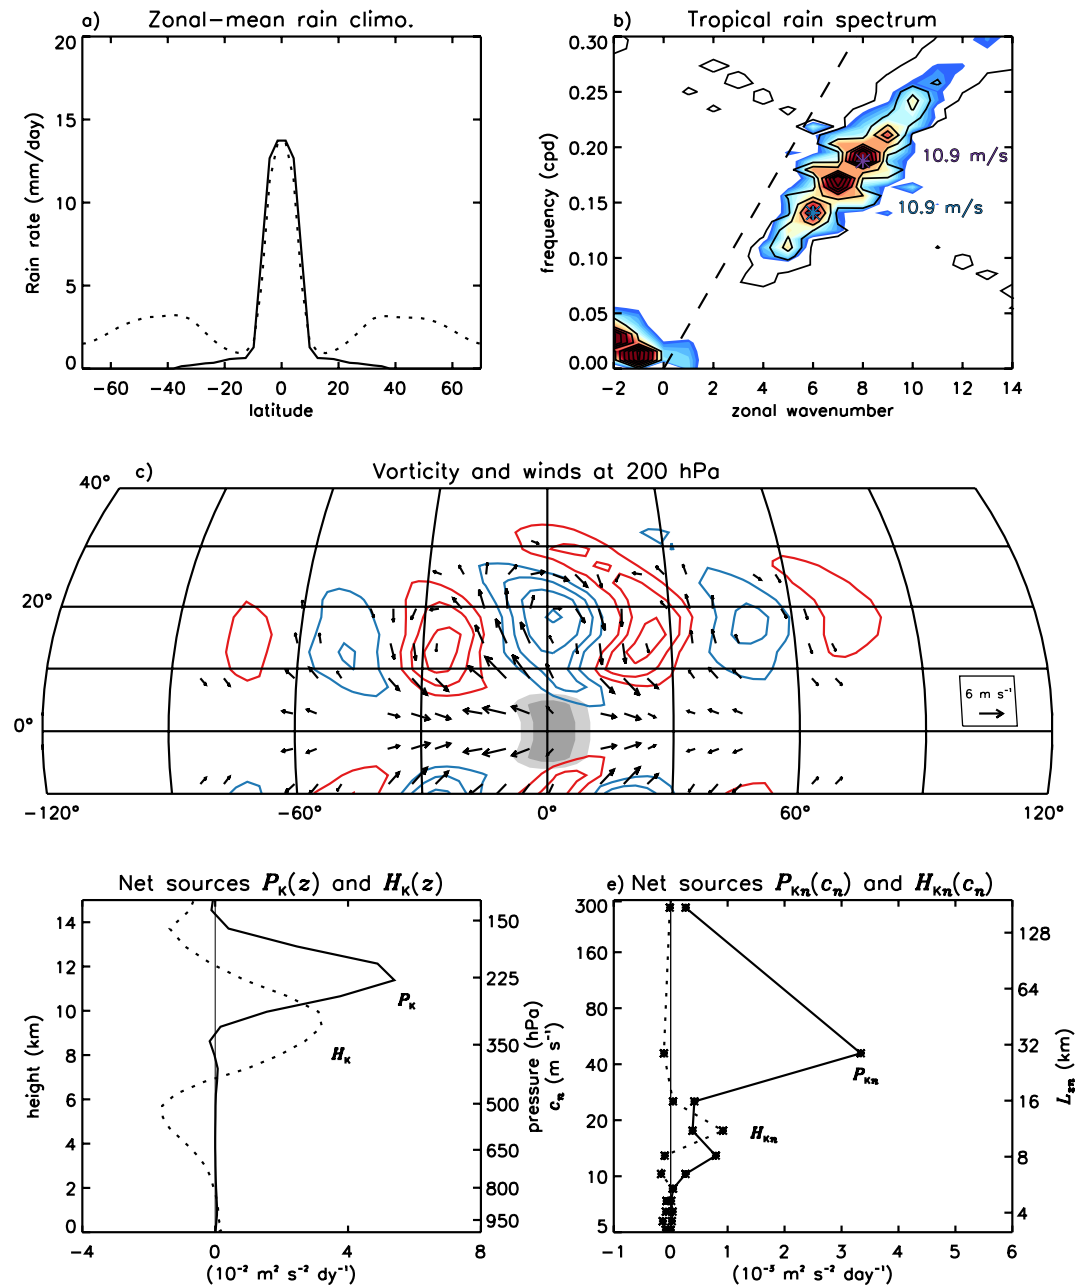 a) Zonal-mean rain climo.
20
15
10
5
0
Rain rate (mm/day)
-60 -40 -20 0 20 40 60
latitude
b) Tropical rain spectrum
0.30
0.25
0.20
0.15
0.10
0.05
0.00
frequency (cpd)
10.9 m/s
10.9 m/s
-2 0 2 4 6 8 10 12 14
zonal wavenumber
c) Vorticity and winds at 200 hPa
40°
20°
0°
6 m s⁻¹
-120° -60° 0° 60° 120°
Net sources P_K(z) and H_K(z)
14
12
10
8
6
4
2
0
height (km)
P_K
H_K
150
225
350
500
650
800
950
pressure (hPa)
-4 0 4 8
(10⁻² m² s⁻² dy⁻¹)
e) Net sources P_Kn(c_n) and H_Kn(c_n)
300
160
80
40
20
10
5
c_n (m s⁻¹)
P_Kn
H_Kn
128
64
32
16
8
4
L_zn (km)
-1 0 1 2 3 4 5 6
(10⁻³ m² s⁻² day⁻¹)